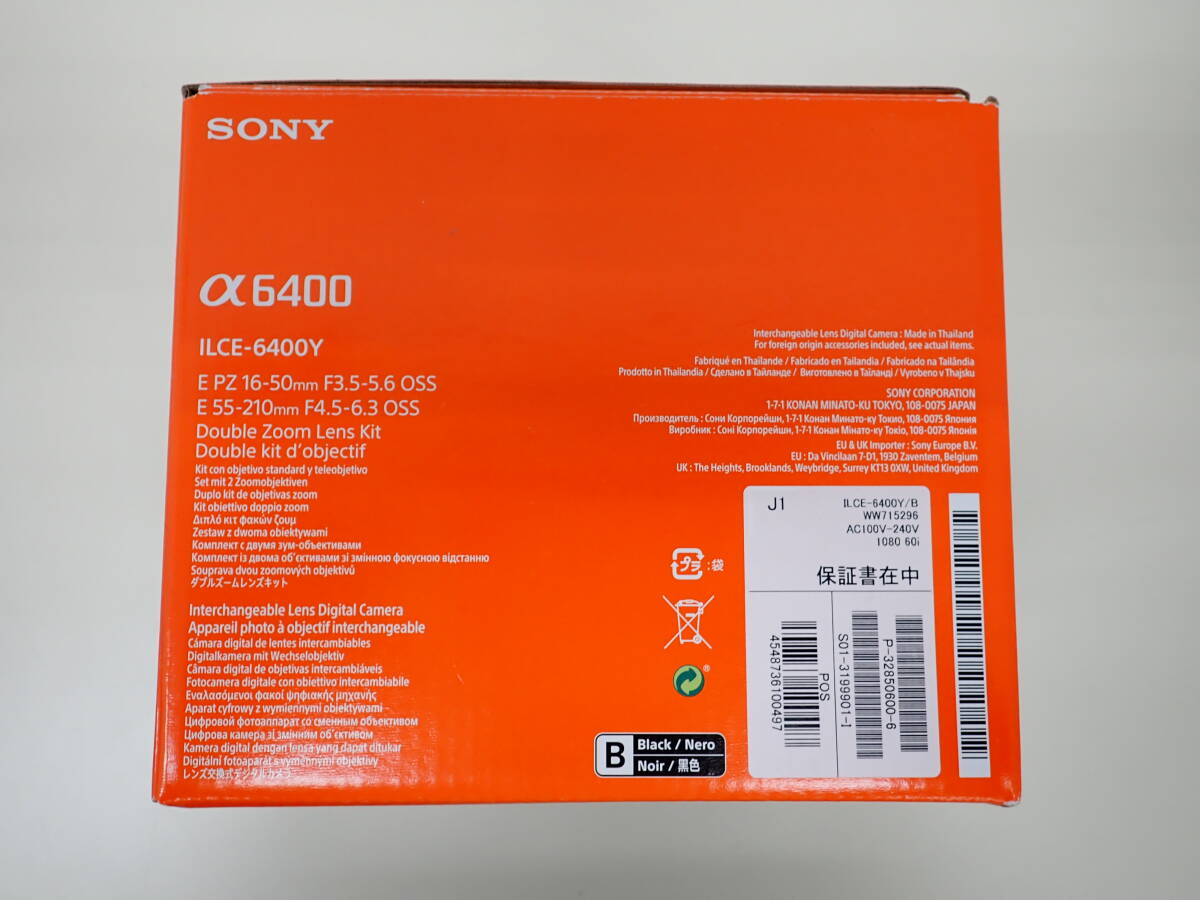 SONY
α6400
ILCE-6400Y
E PZ 16-50mm F3.5-5.6 OSS
E 55-210mm F4.5-6.3 OSS
Double Zoom Lens Kit
Double kit d'objectif
Kit con objetivo standard y teleobjetivo
Set mit 2 Zoomobjektiven
Duplo kit de objetivas zoom
Kit obiettivo doppio zoom
Διπλό κιτ φακών ζουμ
Zestaw z dwoma obiektywami
Комплект с двумя зум-объективами
Комплект із двома об'єктивами зі змінною фокусною відстанню
Souprava dvou zoomových objektivů
ダブルズームレンズキット
Interchangeable Lens Digital Camera
Appareil photo à objectif interchangeable
Cámara digital de lentes intercambiables
Digitalkamera mit Wechselobjektiv
Câmara digital de objetivas intercambiáveis
Fotocamera digitale con obiettivo intercambiabile
Εναλασόμενοι φακοί ψηφιακής μηχανής
Aparat cyfrowy z wymiennymi obiektywami
Цифровой фотоаппарат со сменным объективом
Цифрова камера зі змінним об'єктивом
Kamera digital dengan lensa yang dapat ditukar
Digitální fotoaparát s výměnnými objektivy
レンズ交換式デジタルカメラ
Interchangeable Lens Digital Camera : Made in Thailand
For foreign origin accessories included, see actual items.
Fabriqué en Thaïlande / Fabricado en Tailandia / Fabricado na Tailândia
Prodotto in Thailandia / Сделано в Таиланде / Виготовлено в Таїланді / Vyrobeno v Thajsku
SONY CORPORATION
1-7-1 KONAN MINATO-KU TOKYO, 108-0075 JAPAN
Производитель : Сони Корпорейшн, 1-7-1 Конан Минато-ку Токио, 108-0075 Япония
Виробник : Соні Корпорейшн, 1-7-1 Конан Мінато-ку Токіо, 108-0075 Японія
EU & UK Importer : Sony Europe B.V.
EU : Da Vincilaan 7-D1, 1930 Zaventem, Belgium
UK : The Heights, Brooklands, Weybridge, Surrey KT13 0XW, United Kingdom
プラ :袋
J1
ILCE-6400Y/B
WW715296
AC100V-240V
1080 60i
保証書在中
P-32850600-6
S01-3199901-I
POS
4548736100497
B
Black / Nero
Noir / 黒色